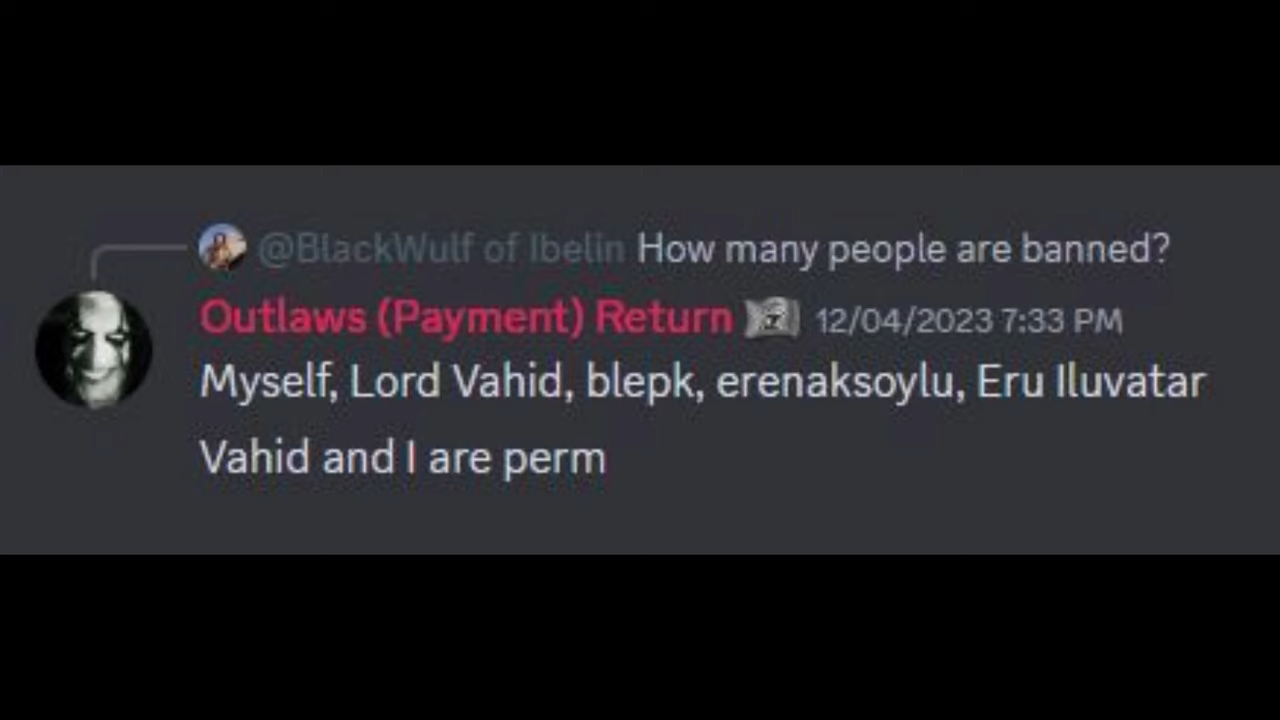 @BlackWulf of Ibelin How many people are banned?
Outlaws (Payment) Return 12/04/2023 7:33 PM
Myself, Lord Vahid, blepk, erenaksoylu, Eru Iluvatar
Vahid and I are perm